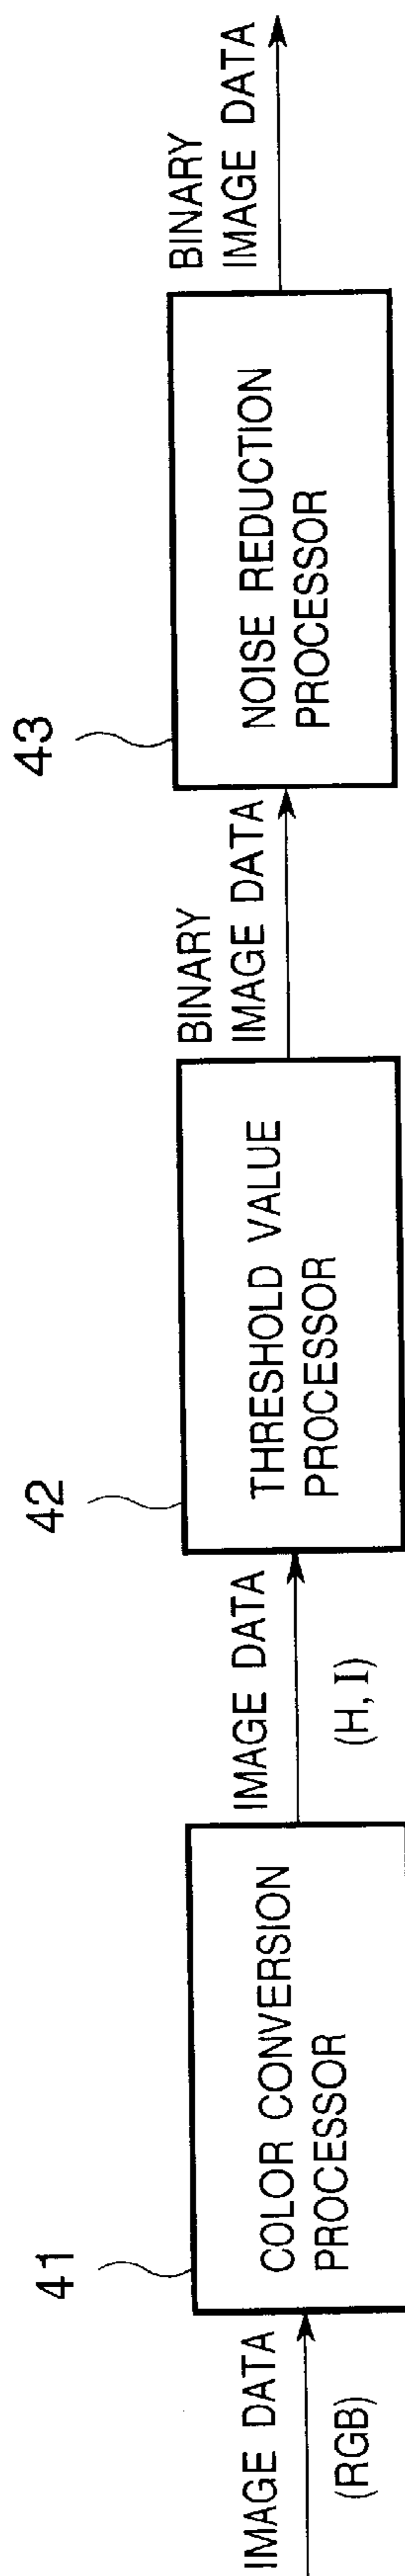 IMAGE DATA
(RGB)
41
COLOR CONVERSION
PROCESSOR
IMAGE DATA
(H, I)
42
THRESHOLD VALUE
PROCESSOR
BINARY
IMAGE DATA
43
NOISE REDUCTION
PROCESSOR
BINARY
IMAGE DATA